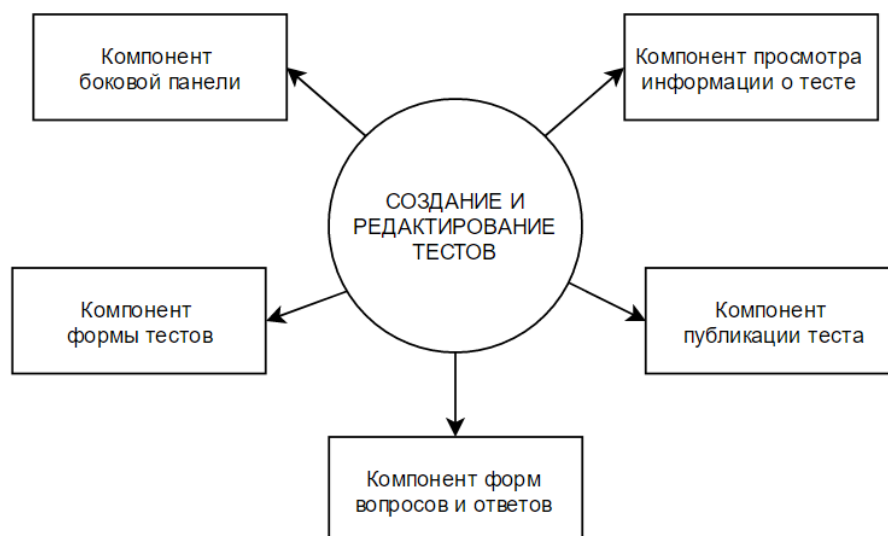 Компонент
боковой панели
Компонент просмотра
информации о тесте
СОЗДАНИЕ И
РЕДАКТИРОВАНИЕ
ТЕСТОВ
Компонент
формы тестов
Компонент
публикации теста
Компонент форм
вопросов и ответов